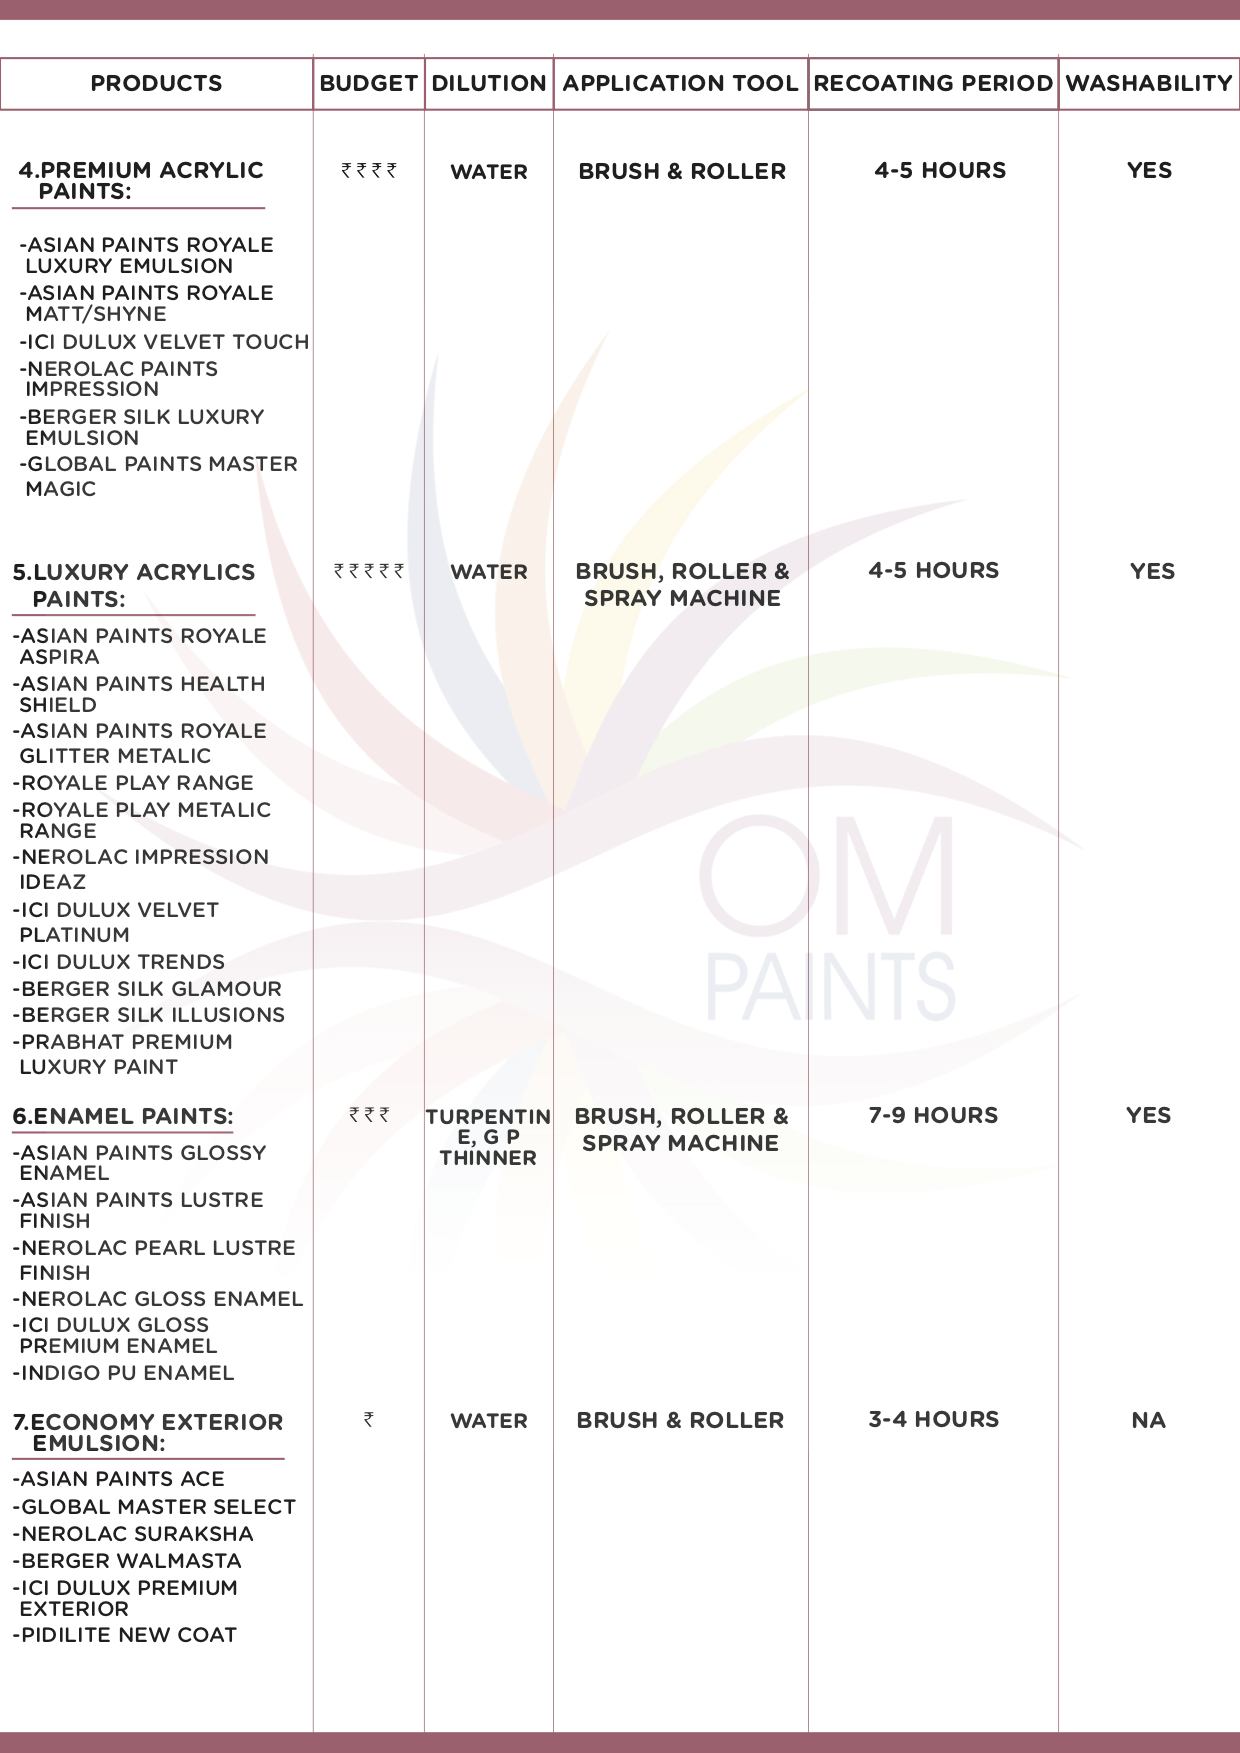 PRODUCTS BUDGET DILUTION APPLICATION TOOL RECOATING PERIOD WASHABILITY
4.PREMIUM ACRYLIC ₹₹₹₹ WATER BRUSH & ROLLER 4-5 HOURS YES
PAINTS:
-ASIAN PAINTS ROYALE
LUXURY EMULSION
-ASIAN PAINTS ROYALE
MATT/SHYNE
-ICI DULUX VELVET TOUCH
-NEROLAC PAINTS
IMPRESSION
-BERGER SILK LUXURY
EMULSION
-GLOBAL PAINTS MASTER
MAGIC
5.LUXURY ACRYLICS ₹₹₹₹₹ WATER BRUSH, ROLLER & 4-5 HOURS YES
PAINTS: SPRAY MACHINE
-ASIAN PAINTS ROYALE
ASPIRA
-ASIAN PAINTS HEALTH
SHIELD
-ASIAN PAINTS ROYALE
GLITTER METALIC
-ROYALE PLAY RANGE
-ROYALE PLAY METALIC
RANGE
-NEROLAC IMPRESSION
IDEAZ
-ICI DULUX VELVET
PLATINUM
-ICI DULUX TRENDS
-BERGER SILK GLAMOUR
-BERGER SILK ILLUSIONS
-PRABHAT PREMIUM
LUXURY PAINT
OM
PAINTS
6.ENAMEL PAINTS: ₹₹₹ TURPENTIN BRUSH, ROLLER & 7-9 HOURS YES
E, G P SPRAY MACHINE
THINNER
-ASIAN PAINTS GLOSSY
ENAMEL
-ASIAN PAINTS LUSTRE
FINISH
-NEROLAC PEARL LUSTRE
FINISH
-NEROLAC GLOSS ENAMEL
-ICI DULUX GLOSS
PREMIUM ENAMEL
-INDIGO PU ENAMEL
7.ECONOMY EXTERIOR ₹ WATER BRUSH & ROLLER 3-4 HOURS NA
EMULSION:
-ASIAN PAINTS ACE
-GLOBAL MASTER SELECT
-NEROLAC SURAKSHA
-BERGER WALMASTA
-ICI DULUX PREMIUM
EXTERIOR
-PIDILITE NEW COAT